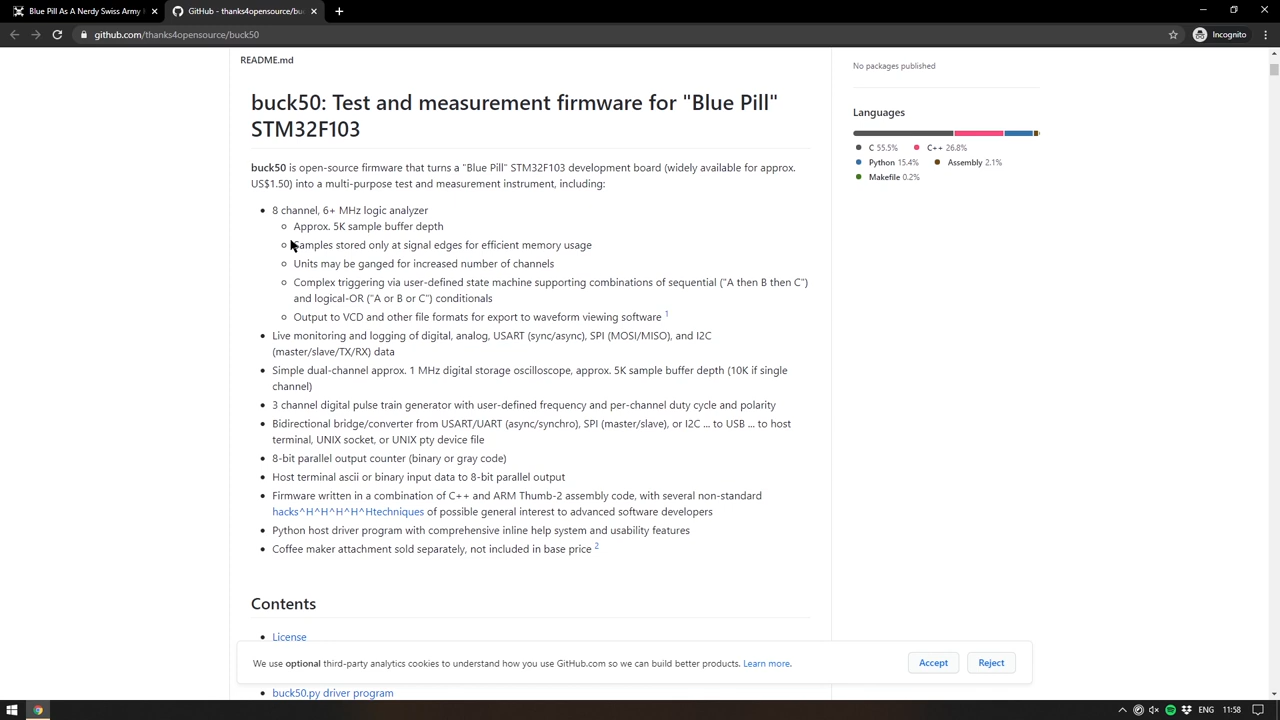 Blue Pill As A Nerdy Swiss Army
GitHub - thanks4opensource/bu
github.com/thanks4opensource/buck50
Incognito
README.md
No packages published
buck50: Test and measurement firmware for "Blue Pill"
STM32F103
Languages
C 55.5%
C++ 26.8%
Python 15.4%
Assembly 2.1%
Makefile 0.2%
buck50 is open-source firmware that turns a "Blue Pill" STM32F103 development board (widely available for approx.
US$1.50) into a multi-purpose test and measurement instrument, including:
8 channel, 6+ MHz logic analyzer
Approx. 5K sample buffer depth
Samples stored only at signal edges for efficient memory usage
Units may be ganged for increased number of channels
Complex triggering via user-defined state machine supporting combinations of sequential ("A then B then C")
and logical-OR ("A or B or C") conditionals
Output to VCD and other file formats for export to waveform viewing software 1
Live monitoring and logging of digital, analog, USART (sync/async), SPI (MOSI/MISO), and I2C
(master/slave/TX/RX) data
Simple dual-channel approx. 1 MHz digital storage oscilloscope, approx. 5K sample buffer depth (10K if single
channel)
3 channel digital pulse train generator with user-defined frequency and per-channel duty cycle and polarity
Bidirectional bridge/converter from USART/UART (async/synchro), SPI (master/slave), or I2C ... to USB ... to host
terminal, UNIX socket, or UNIX pty device file
8-bit parallel output counter (binary or gray code)
Host terminal ascii or binary input data to 8-bit parallel output
Firmware written in a combination of C++ and ARM Thumb-2 assembly code, with several non-standard
hacks^H^H^H^H^Htechniques of possible general interest to advanced software developers
Python host driver program with comprehensive inline help system and usability features
Coffee maker attachment sold separately, not included in base price 2
Contents
License
We use optional third-party analytics cookies to understand how you use GitHub.com so we can build better products. Learn more.
Accept
Reject
buck50.py driver program
ENG
11:58